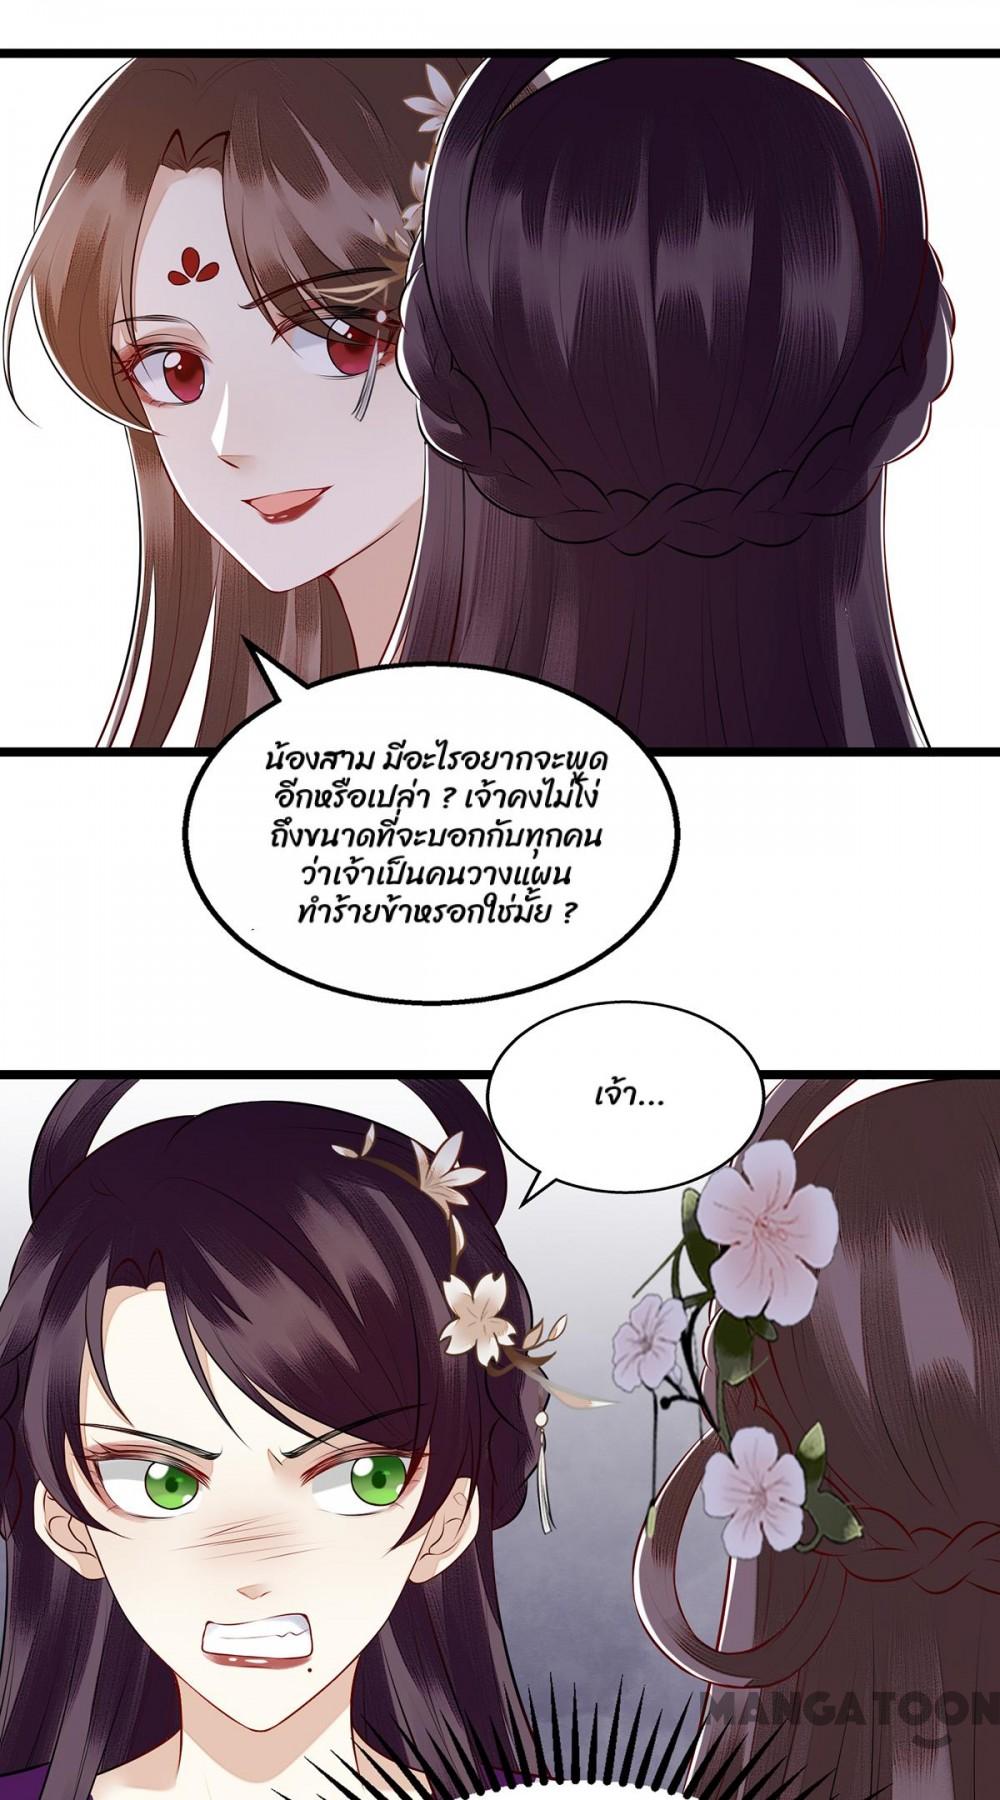 น้องสาม มีอะไรอยากจะพูด
อีกหรือเปล่า ? เจ้าคงไม่โง่
ถึงขนาดที่จะบอกกับทุกคน
ว่าเจ้าเป็นคนวางแผน
ทำร้ายข้าหรอกใช่มั้ย ?
เจ้า...
MANGATOON